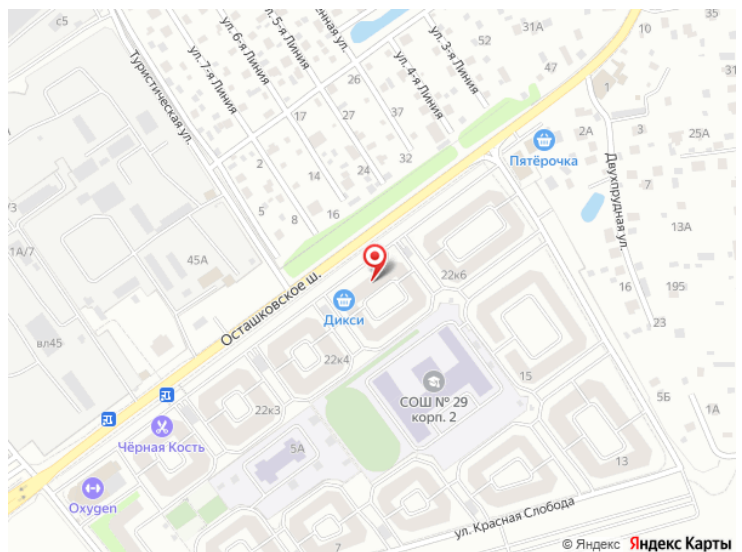 с5
ул. 5-я Линия
енная ул.
52
31А
10
35
ул. 6-я Линия
ул. 3-я Линия
31
ул. 7-я Линия
26
ул. 4-я Линия
47
1
Туристическая ул.
17
37
2А
25А
2
24
32
Пятёрочка
7
14
3
/3
5
16
8
Двухпрудная ул.
13А
1А/7
45А
22к6
16
195
Осташковское ш.
Дикси
23
вл45
22к4
15
5Б
СОШ № 29
корп. 2
1А
22к3
Чёрная Кость
5А
13
Oxygen
ул. Красная Слобода
7
© Яндекс Яндекс Карты